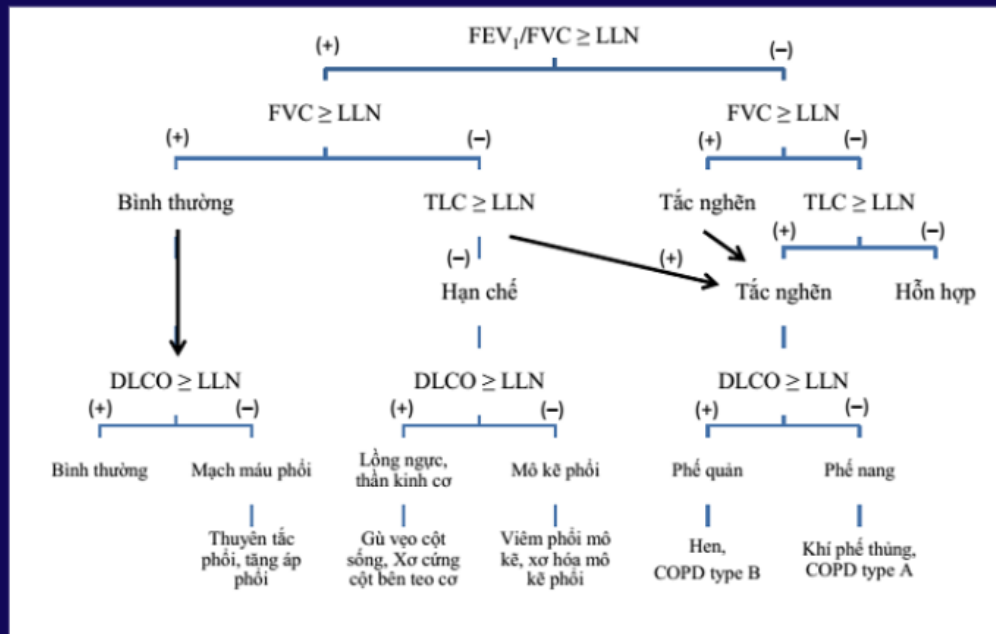 FEV₁/FVC ≥ LLN
(+)
(−)
FVC ≥ LLN
FVC ≥ LLN
(+)
(−)
(+)
(−)
Bình thường
TLC ≥ LLN
Tắc nghẽn
TLC ≥ LLN
(−)
(+)
(+)
(−)
Hạn chế
Tắc nghẽn
Hỗn hợp
DLCO ≥ LLN
DLCO ≥ LLN
DLCO ≥ LLN
(+)
(−)
(+)
(−)
(+)
(−)
Bình thường
Mạch máu phổi
Lồng ngực,
thần kinh cơ
Mô kẽ phổi
Phế quản
Phế nang
Thuyên tắc
phổi, tăng áp
phổi
Gù vẹo cột
sống, Xơ cứng
cột bên teo cơ
Viêm phổi mô
kẽ, xơ hóa mô
kẽ phổi
Hen,
COPD type B
Khí phế thủng,
COPD type A